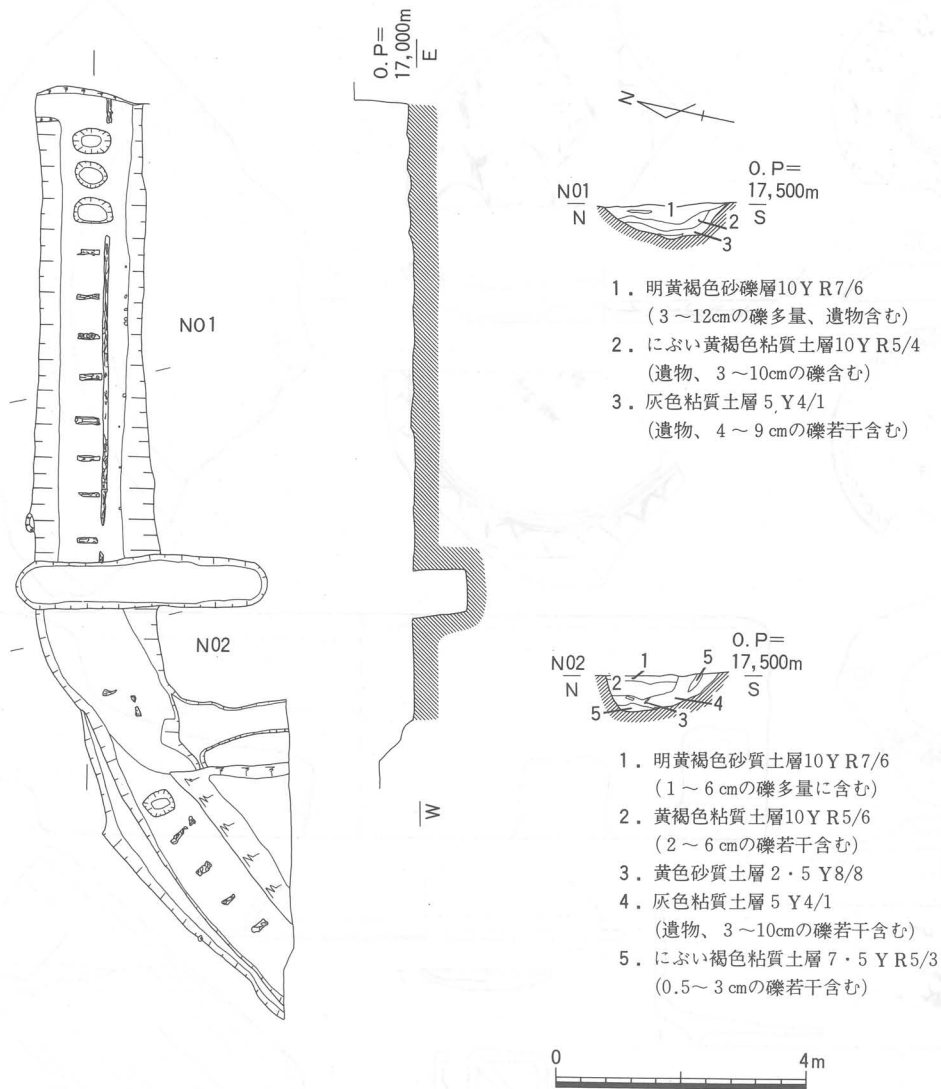 O.P=
17,000m
E
N
N01
N
O.P=
17,500m
S
1
2
3
1．明黄褐色砂礫層10YR7/6
(3～12cmの礫多量、遺物含む)
2．にぶい黄褐色粘質土層10YR5/4
(遺物、3～10cmの礫含む)
3．灰色粘質土層5Y4/1
(遺物、4～9cmの礫若干含む)
N01
N02
W
N02
N
O.P=
17,500m
S
1
5
2
4
5
3
1．明黄褐色砂質土層10YR7/6
(1～6cmの礫多量に含む)
2．黄褐色粘質土層10YR5/6
(2～6cmの礫若干含む)
3．黄色砂質土層2・5Y8/8
4．灰色粘質土層5Y4/1
(遺物、3～10cmの礫若干含む)
5．にぶい褐色粘質土層7・5YR5/3
(0.5～3cmの礫若干含む)
0
4m